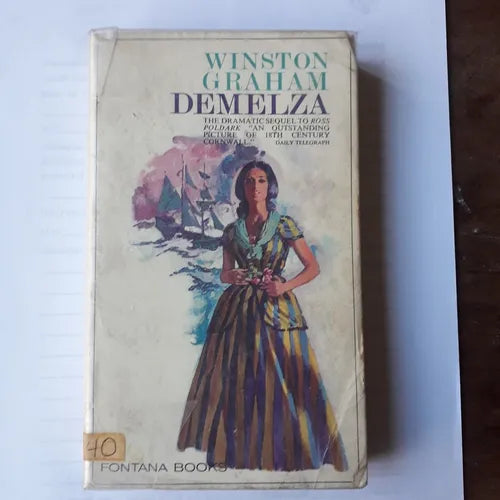 WINSTON
GRAHAM
DEMELZA
THE DRAMATIC SEQUEL TO ROSS
POLDARK "AN OUTSTANDING
PICTURE OF 18TH CENTURY
CORNWALL." DAILY TELEGRAPH
40
FONTANA BOOKS